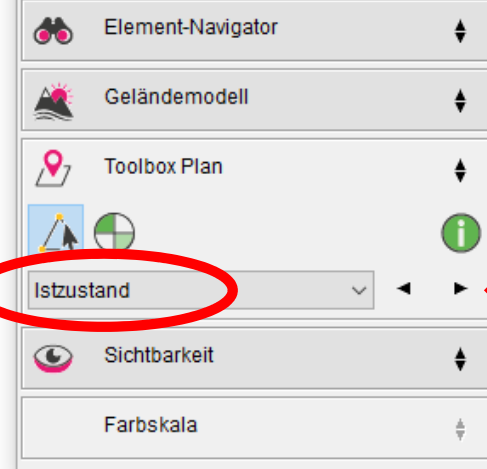 Element-Navigator
Geländemodell
Toolbox Plan
Istzustand
Sichtbarkeit
Farbskala